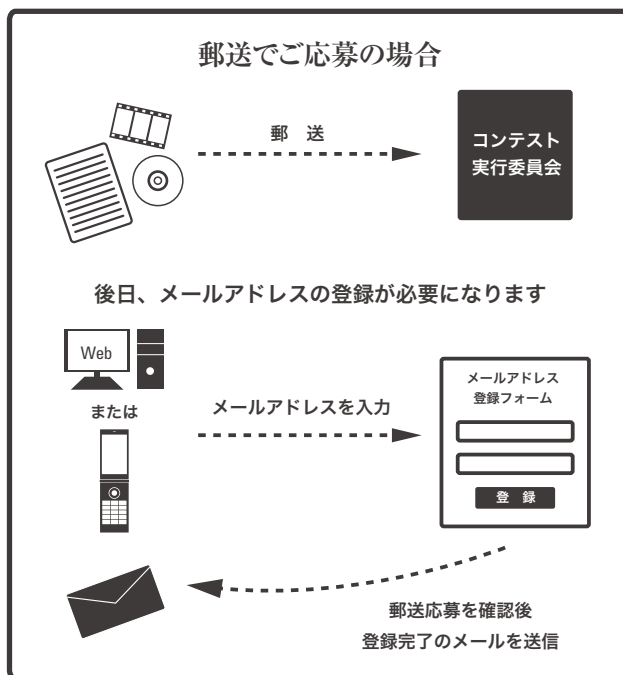 郵送でご応募の場合
郵　送
コンテスト
実行委員会
後日、メールアドレスの登録が必要になります
Web
または
メールアドレスを入力
メールアドレス
登録フォーム
登　録
郵送応募を確認後
登録完了のメールを送信